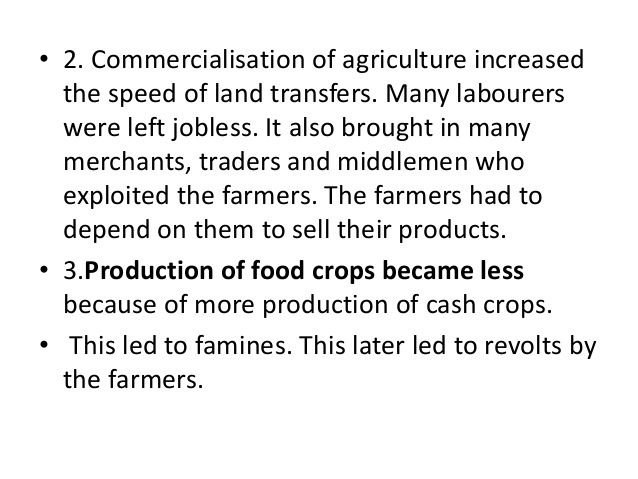 • 2. Commercialisation of agriculture increased
the speed of land transfers. Many labourers
were left jobless. It also brought in many
merchants, traders and middlemen who
exploited the farmers. The farmers had to
depend on them to sell their products.
• 3.Production of food crops became less
because of more production of cash crops.
• This led to famines. This later led to revolts by
the farmers.